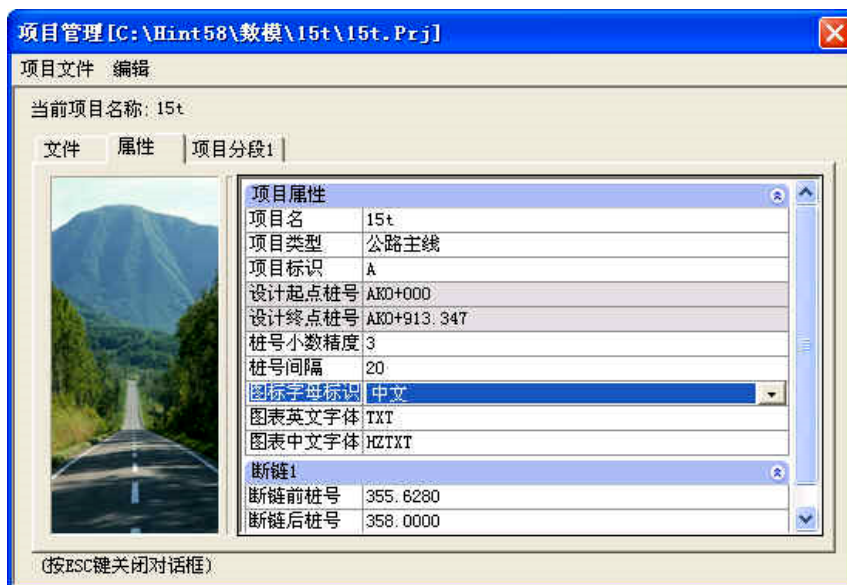 项目管理[C:\Hint58\数模\15t\15t.Prj]
项目文件 编辑
当前项目名称: 15t
文件 属性 项目分段1
项目属性
项目名 15t
项目类型 公路主线
项目标识 A
设计起点桩号 AK0+000
设计终点桩号 AK0+913.347
桩号小数精度 3
桩号间隔 20
图标字母标识 中文
图表英文字体 TXT
图表中文字体 HZTXT
断链1
断链前桩号 355.6280
断链后桩号 358.0000
(按ESC键关闭对话框)